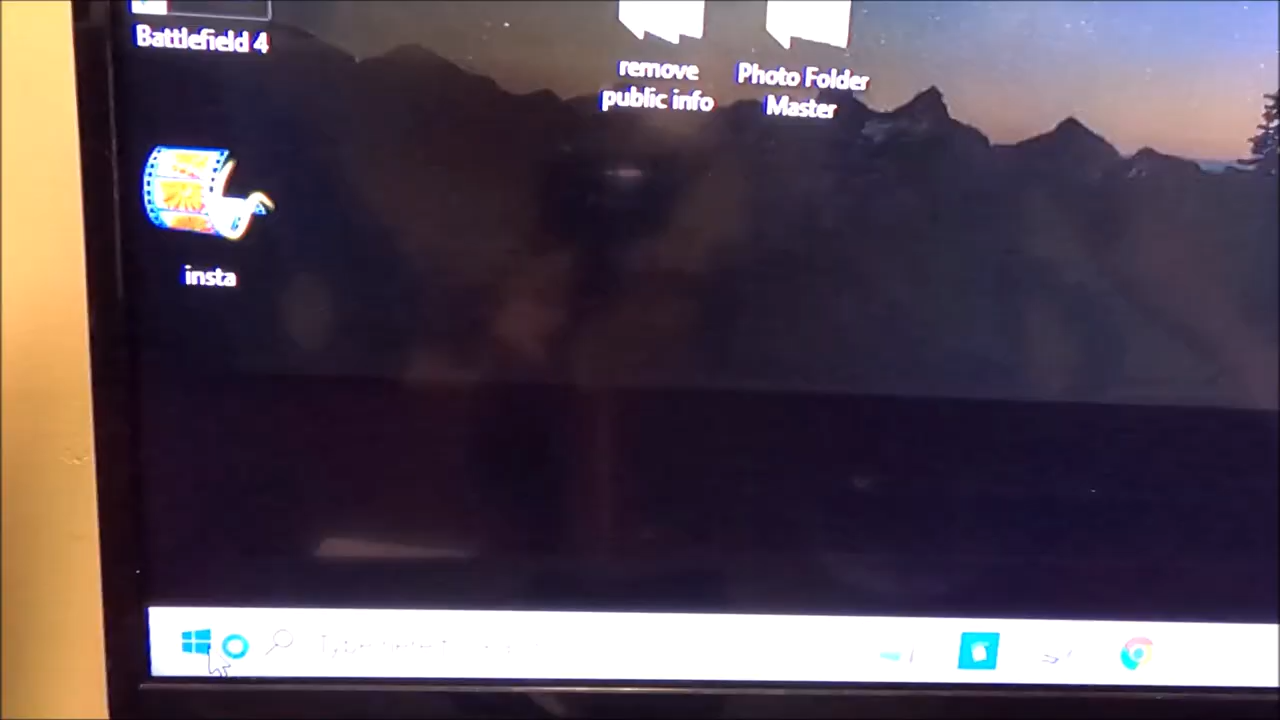 Battlefield 4
remove
public info
Photo Folder
Master
insta